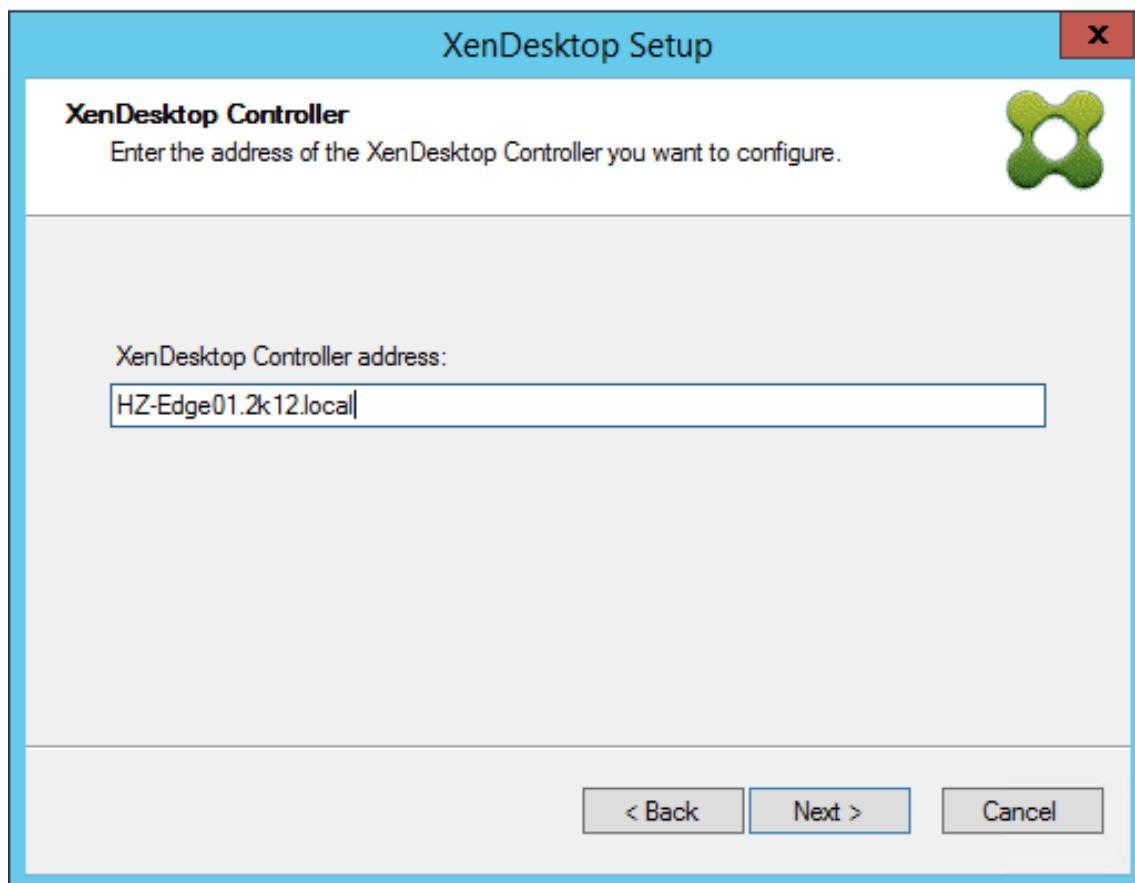 XenDesktop Setup
x
XenDesktop Controller
Enter the address of the XenDesktop Controller you want to configure.
XenDesktop Controller address:
HZ-Edge01.2k12.local
< Back
Next >
Cancel